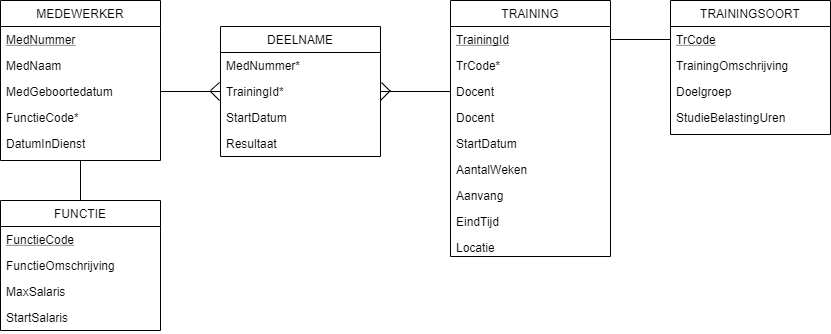 MEDEWERKER
MedNummer
MedNaam
MedGeboortedatum
FunctieCode*
DatumInDienst
DEELNAME
MedNummer*
TrainingId*
StartDatum
Resultaat
TRAINING
TrainingId
TrCode*
Docent
Docent
StartDatum
AantalWeken
Aanvang
EindTijd
Locatie
TRAININGSOORT
TrCode
TrainingOmschrijving
Doelgroep
StudieBelastingUren
FUNCTIE
FunctieCode
FunctieOmschrijving
MaxSalaris
StartSalaris